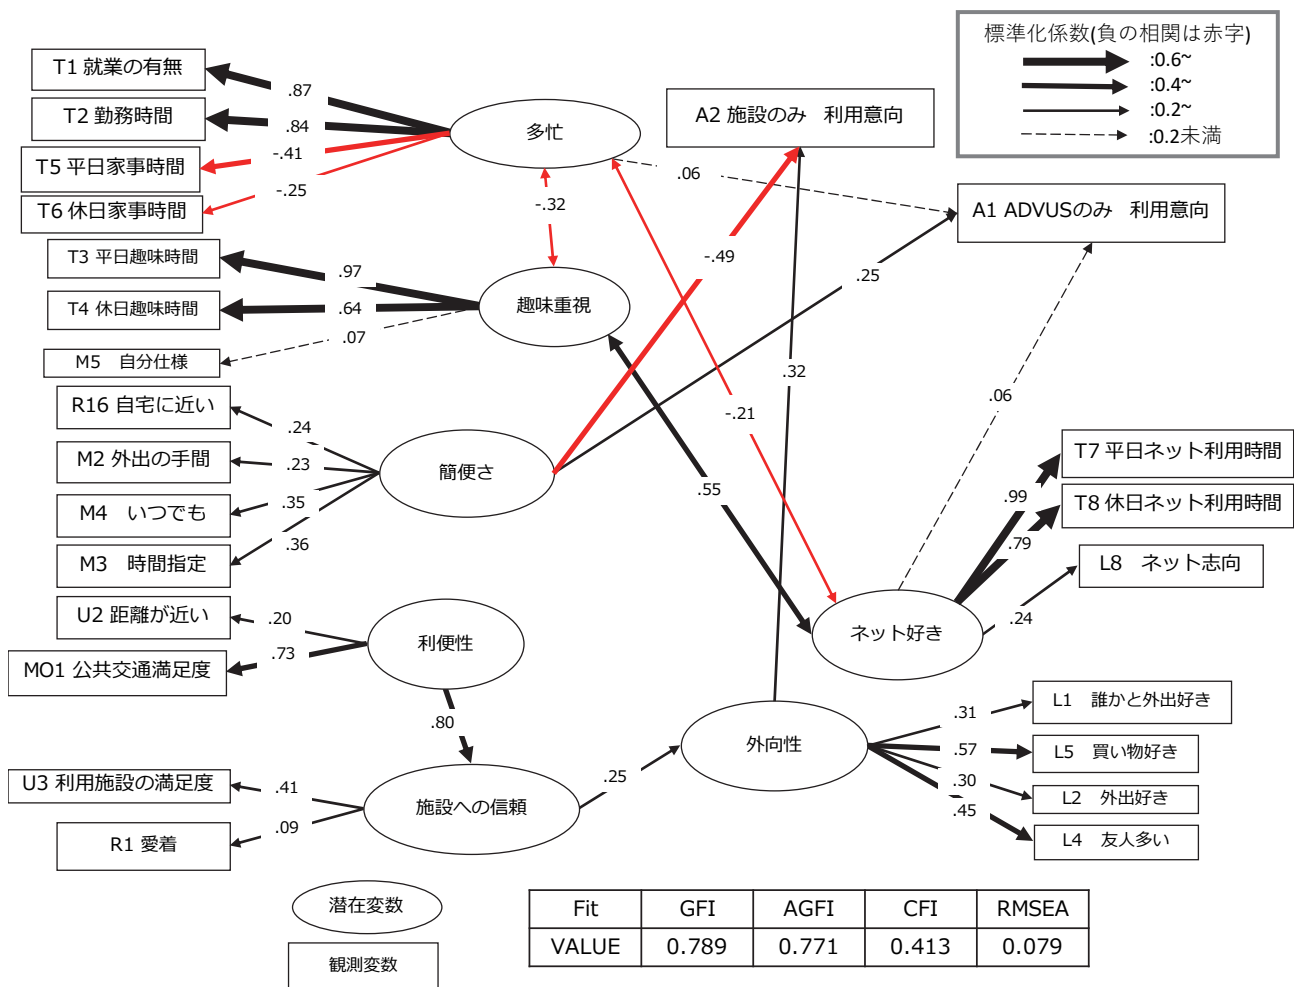 標準化係数(負の相関は赤字)
:0.6~
:0.4~
:0.2~
:0.2未満
T1 就業の有無
T2 勤務時間
T5 平日家事時間
T6 休日家事時間
T3 平日趣味時間
T4 休日趣味時間
M5　自分仕様
R16 自宅に近い
M2 外出の手間
M4　いつでも
M3　時間指定
U2 距離が近い
MO1 公共交通満足度
U3 利用施設の満足度
R1 愛着
.87
.84
-.41
-.25
.97
.64
.07
.24
.23
.35
.36
.20
.73
.41
.09
多忙
-.32
趣味重視
簡便さ
利便性
.80
施設への信頼
.25
外向性
ネット好き
A2 施設のみ　利用意向
A1 ADVUSのみ　利用意向
.06
-.49
.25
.32
-.21
.55
.06
.99
.79
.24
T7 平日ネット利用時間
T8 休日ネット利用時間
L8　ネット志向
.31
.57
.30
.45
L1　誰かと外出好き
L5　買い物好き
L2　外出好き
L4　友人多い
潜在変数
観測変数
Fit GFI AGFI CFI RMSEA
VALUE 0.789 0.771 0.413 0.079